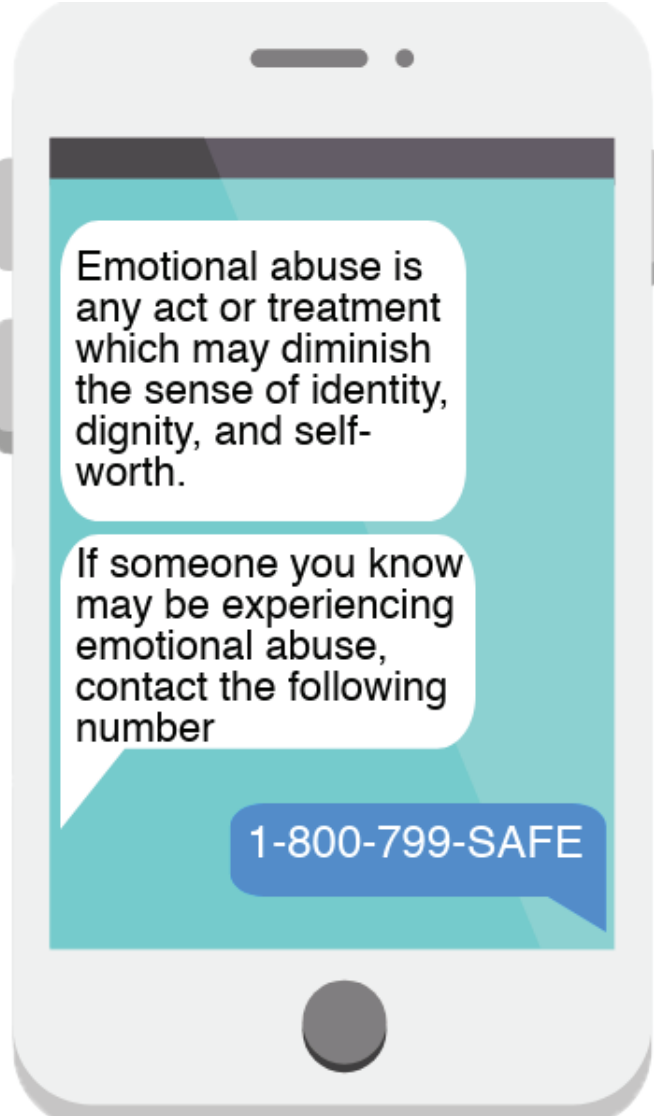 Emotional abuse is
any act or treatment
which may diminish
the sense of identity,
dignity, and self-
worth.
If someone you know
may be experiencing
emotional abuse,
contact the following
number
1-800-799-SAFE